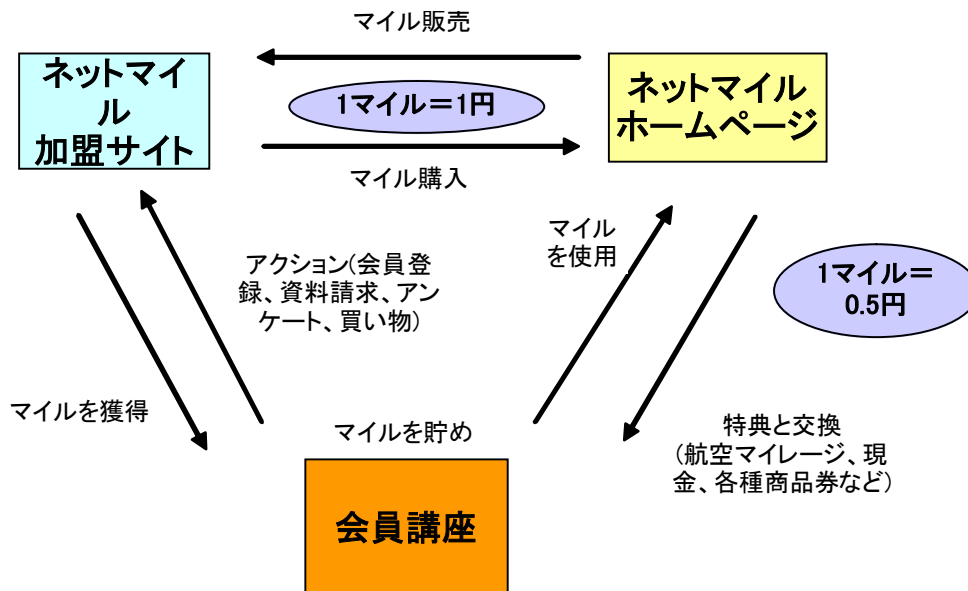 マイル販売
ネットマイ
ル
加盟サイト
1マイル＝1円
ネットマイル
ホームページ
マイル購入
マイル
を使用
アクション(会員登
録、資料請求、アン
ケート、買い物)
1マイル＝
0.5円
マイルを獲得
マイルを貯め
特典と交換
(航空マイレージ、現
金、各種商品券など)
会員講座